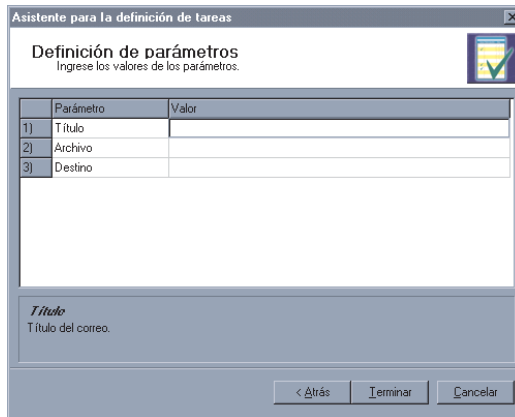 Asistente para la definición de tareas
Definición de parámetros
Ingrese los valores de los parámetros.
Parámetro Valor
1) Título
2) Archivo
3) Destino
Título
Título del correo.
< Atrás Terminar Cancelar